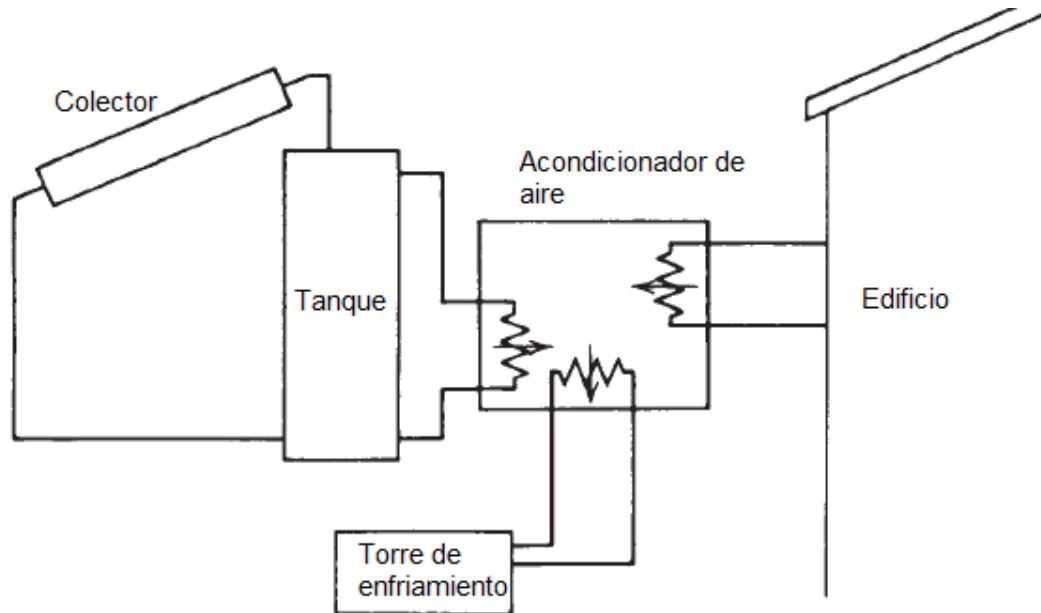 Colector
Acondicionador de
aire
Tanque
Edificio
Torre de
enfriamiento